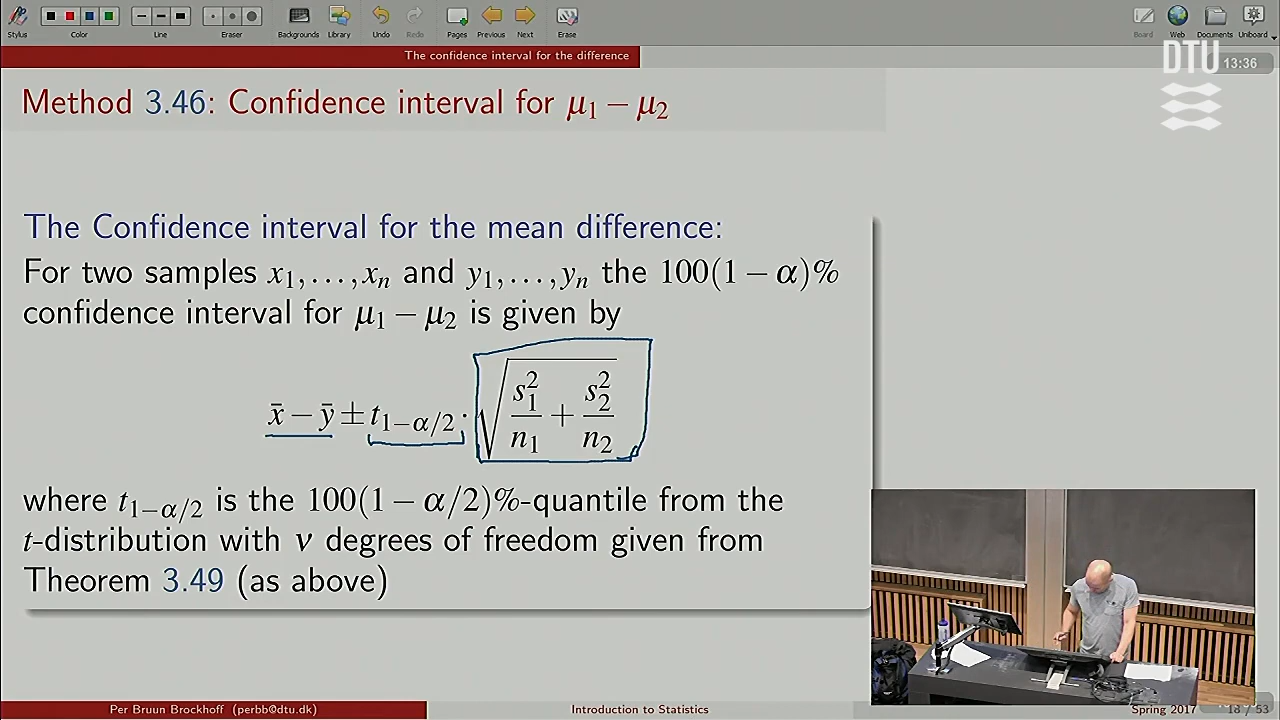 Stylus Color Line Eraser Backgrounds Library Undo Redo Pages Previous Next Erase Board Web Documents Uniboard
The confidence interval for the difference
DTU
13:36
Method 3.46: Confidence interval for μ₁ − μ₂
The Confidence interval for the mean difference:
For two samples x₁,…,xₙ and y₁,…,yₙ the 100(1 − α)%
confidence interval for μ₁ − μ₂ is given by
x̄ − ȳ ± t₁₋α/₂ · √(s₁²/n₁ + s₂²/n₂)
where t₁₋α/₂ is the 100(1 − α/2)%-quantile from the
t-distribution with ν degrees of freedom given from
Theorem 3.49 (as above)
Per Bruun Brockhoff (perbb@dtu.dk) Introduction to Statistics Spring 2017 18 / 53